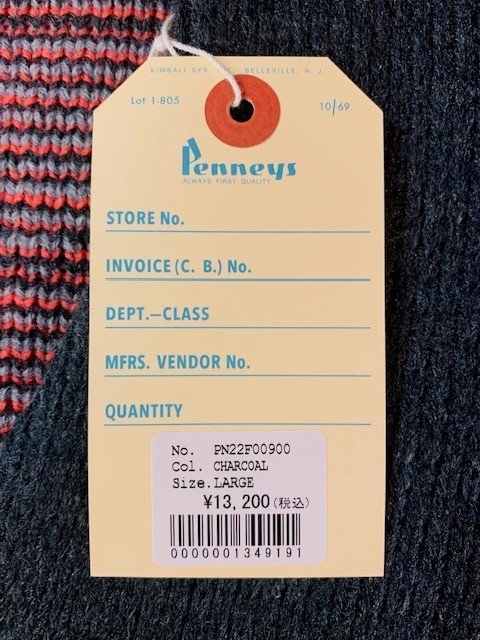 KIMBALL SYS. INC. BELLEVILLE, N. J.
Lot 1-805 10/69
Penneys
ALWAYS FIRST QUALITY
STORE No.
INVOICE (C. B.) No.
DEPT.—CLASS
MFRS. VENDOR No.
QUANTITY
No. PN22F00900
Col. CHARCOAL
Size. LARGE
¥13,200(税込)
0000001349191